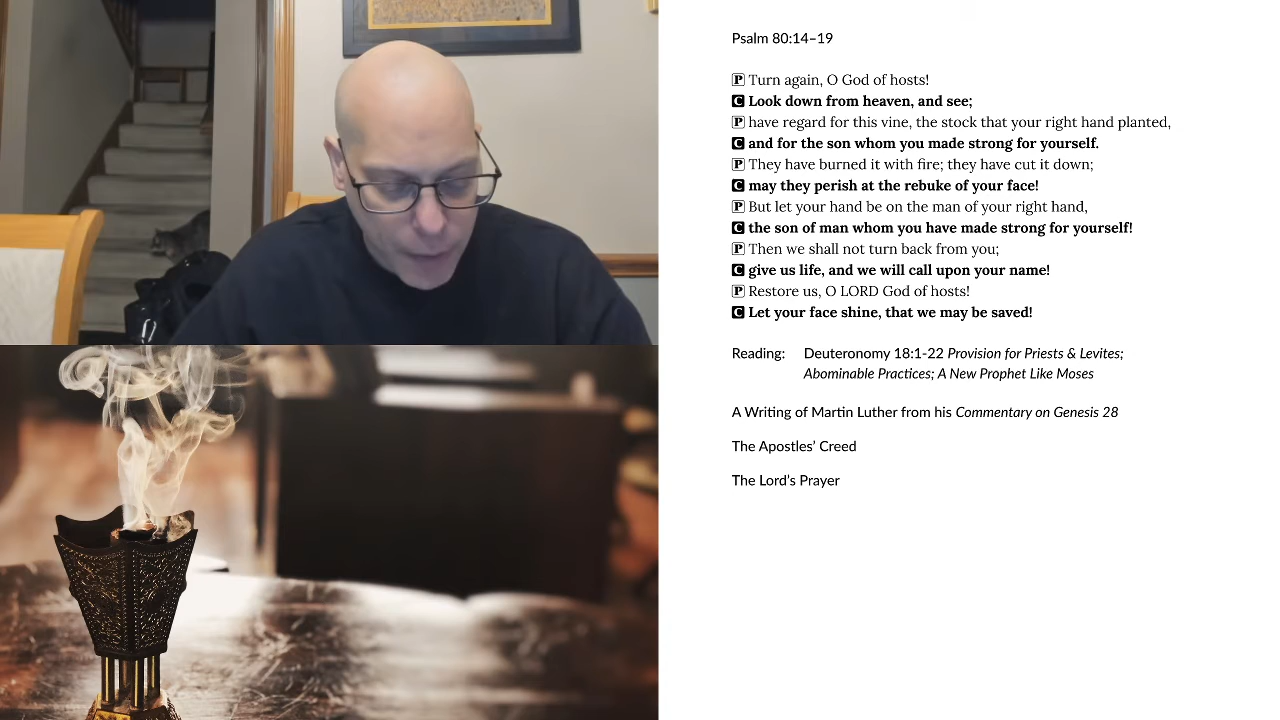 Psalm 80:14–19
P Turn again, O God of hosts!
C Look down from heaven, and see;
P have regard for this vine, the stock that your right hand planted,
C and for the son whom you made strong for yourself.
P They have burned it with fire; they have cut it down;
C may they perish at the rebuke of your face!
P But let your hand be on the man of your right hand,
C the son of man whom you have made strong for yourself!
P Then we shall not turn back from you;
C give us life, and we will call upon your name!
P Restore us, O LORD God of hosts!
C Let your face shine, that we may be saved!
Reading: Deuteronomy 18:1-22 Provision for Priests & Levites;
Abominable Practices; A New Prophet Like Moses
A Writing of Martin Luther from his Commentary on Genesis 28
The Apostles’ Creed
The Lord’s Prayer